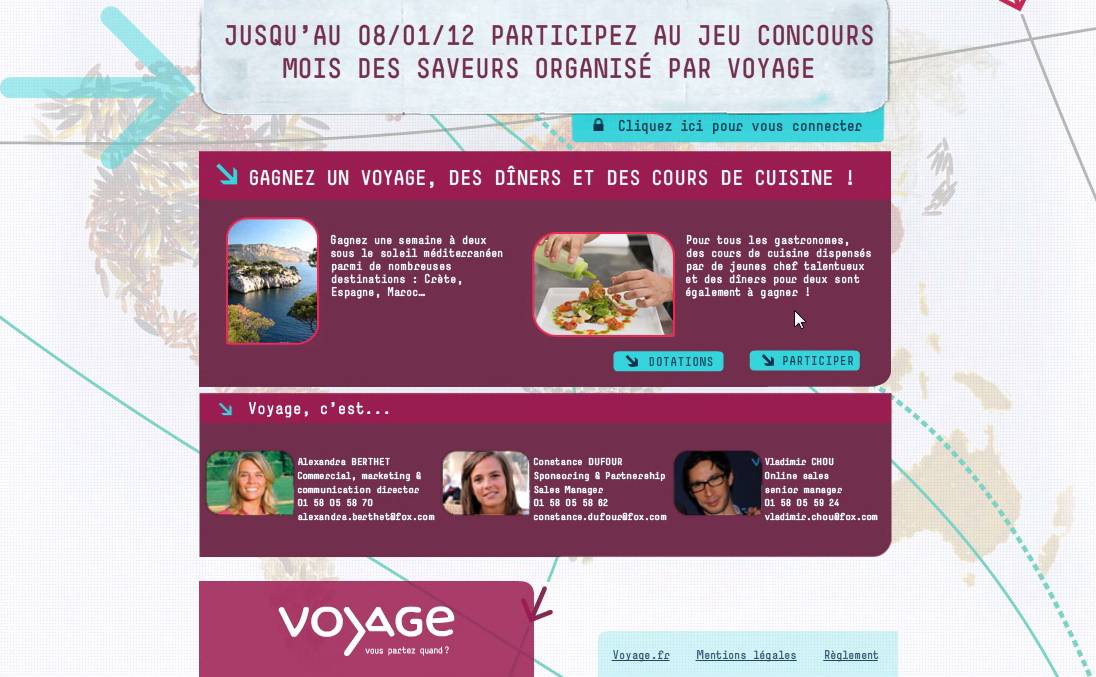 JUSQU'AU 08/01/12 PARTICIPEZ AU JEU CONCOURS
MOIS DES SAVEURS ORGANISÉ PAR VOYAGE
Cliquez ici pour vous connecter
GAGNEZ UN VOYAGE, DES DÎNERS ET DES COURS DE CUISINE !
Gagnez une semaine à deux
sous le soleil méditerranéen
parmi de nombreuses
destinations : Crète,
Espagne, Maroc…
Pour tous les gastronomes,
des cours de cuisine dispensés
par de jeunes chef talentueux
et des dîners pour deux sont
également à gagner !
DOTATIONS
PARTICIPER
Voyage, c'est...
Alexandra BERTHET
Commercial, marketing &
communication director
01 58 05 58 70
alexandra.berthet@fox.com
Constance DUFOUR
Sponsoring & Partnership
Sales Manager
01 58 05 58 62
constance.dufour@fox.com
Vladimir CHOU
Online sales
senior manager
01 58 05 59 24
vladimir.chou@fox.com
VOYAGE
vous partez quand ?
Voyage.fr
Mentions légales
Règlement